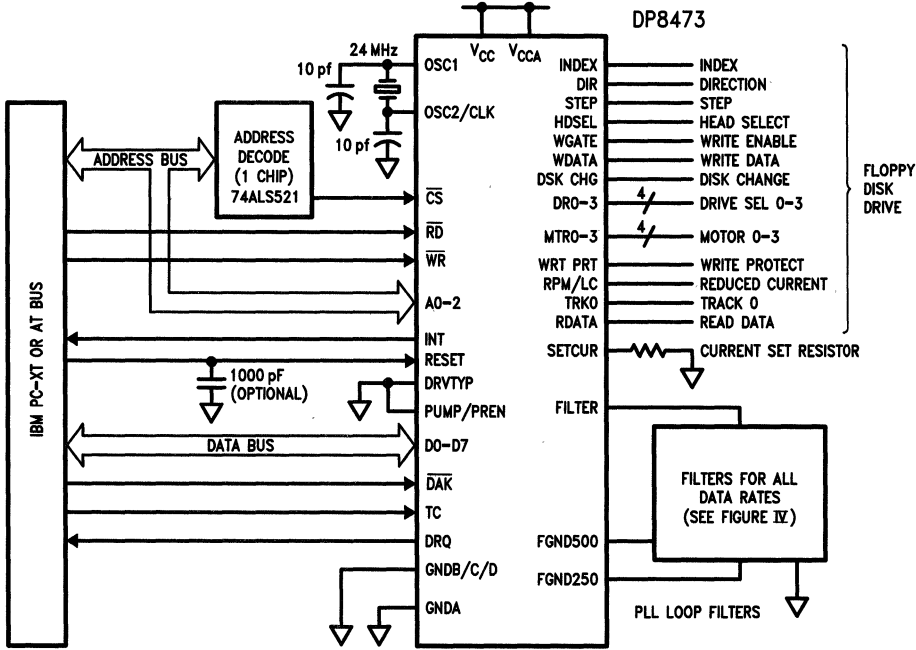 DP8473
VCC
VCCA
24 MHz
10 pf
10 pf
OSC1
OSC2/CLK
ADDRESS BUS
ADDRESS
DECODE
(1 CHIP)
74ALS521
C̅S̅
R̅D̅
W̅R̅
A0-2
INT
RESET
1000 pF
(OPTIONAL)
DRVTYP
PUMP/PREN
DATA BUS
D0-D7
D̅A̅K̅
TC
DRQ
GNDB/C/D
GNDA
IBM PC-XT OR AT BUS
INDEX INDEX
DIR DIRECTION
STEP STEP
HDSEL HEAD SELECT
WGATE WRITE ENABLE
WDATA WRITE DATA
DSK CHG DISK CHANGE
DR0-3 4 DRIVE SEL 0-3
MTR0-3 4 MOTOR 0-3
WRT PRT WRITE PROTECT
RPM/LC REDUCED CURRENT
TRK0 TRACK 0
RDATA READ DATA
FLOPPY
DISK
DRIVE
SETCUR CURRENT SET RESISTOR
FILTER
FILTERS FOR ALL
DATA RATES
(SEE FIGURE IV)
FGND500
FGND250
PLL LOOP FILTERS